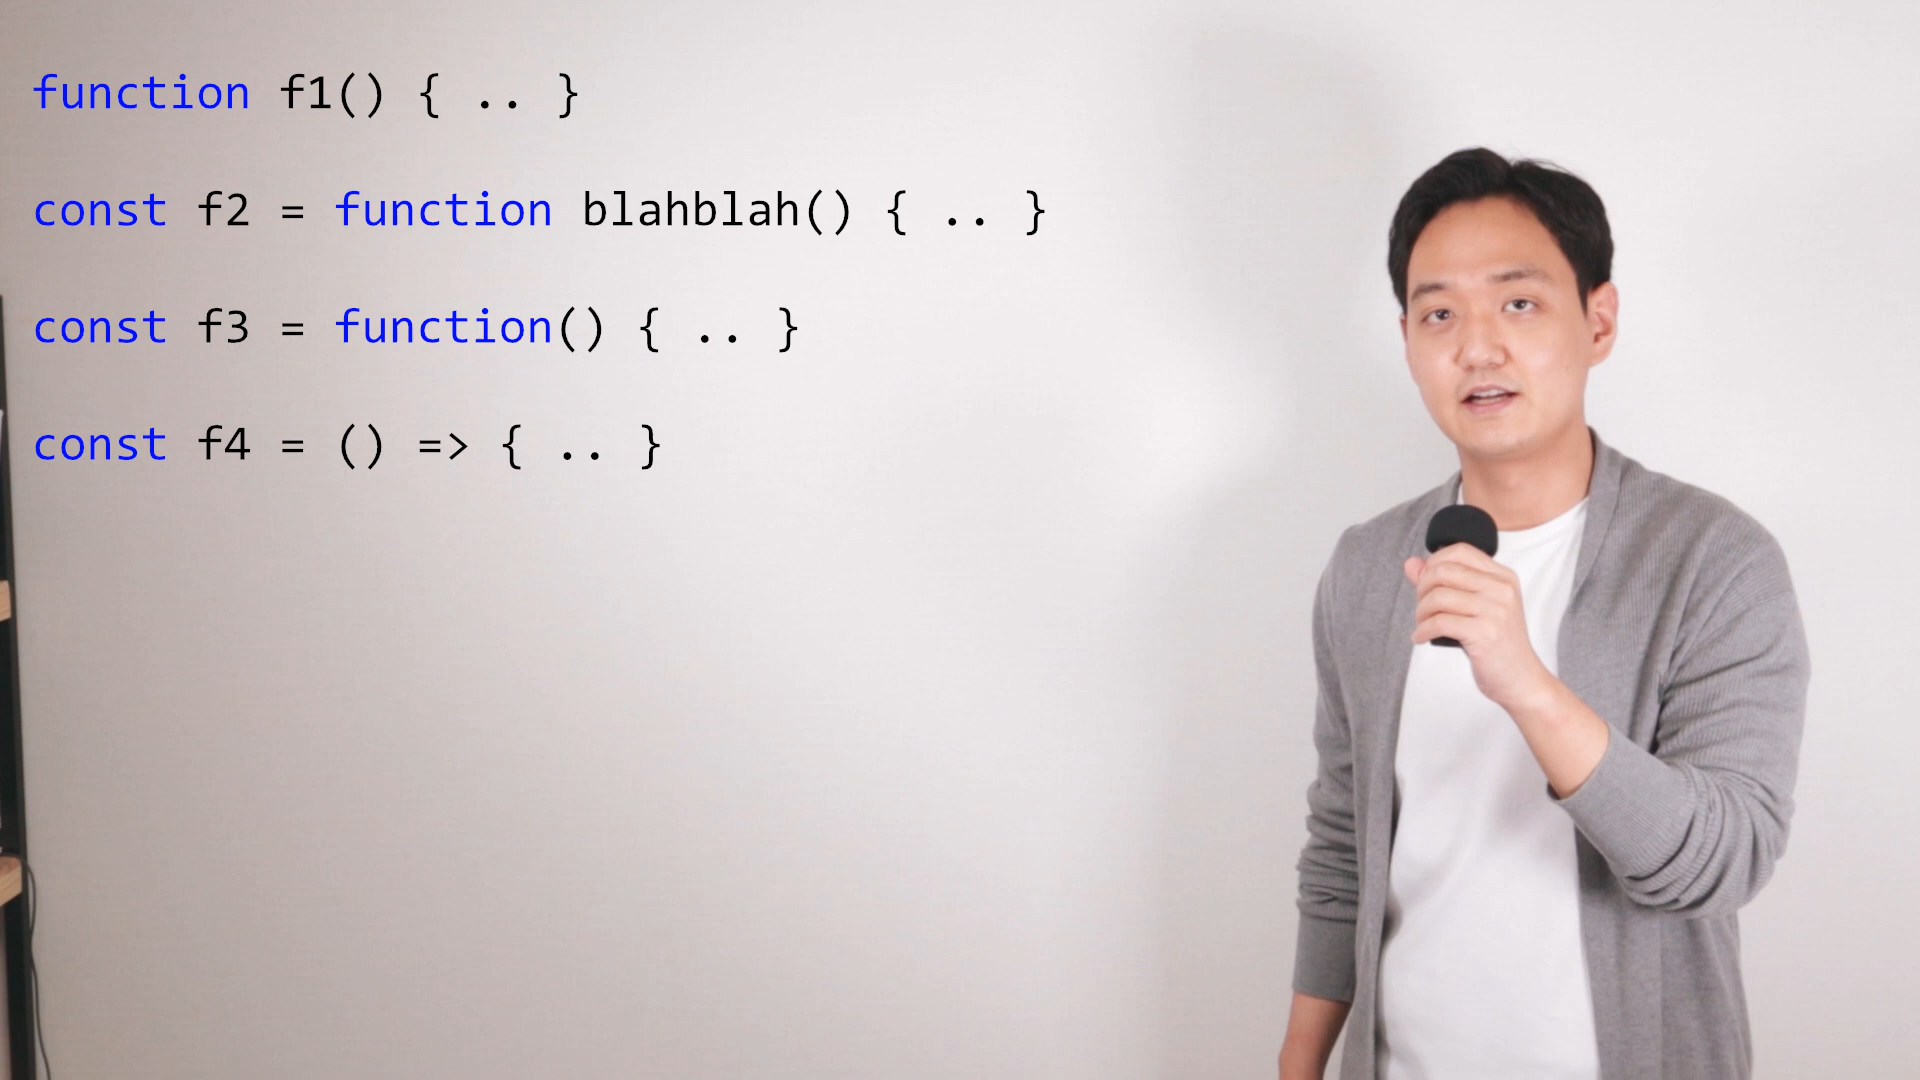 function f1() { .. }
const f2 = function blahblah() { .. }
const f3 = function() { .. }
const f4 = () => { .. }